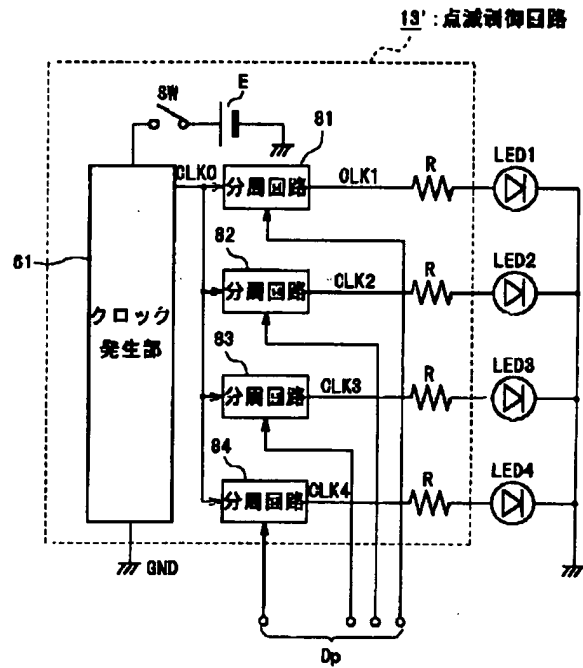 13':点滅制御回路
SW
E
81
CLK0
分周回路
CLK1
R
LED1
61
82
分周回路
CLK2
R
LED2
クロック
発生部
83
分周回路
CLK3
R
LED3
84
分周回路
CLK4
R
LED4
GND
Dp